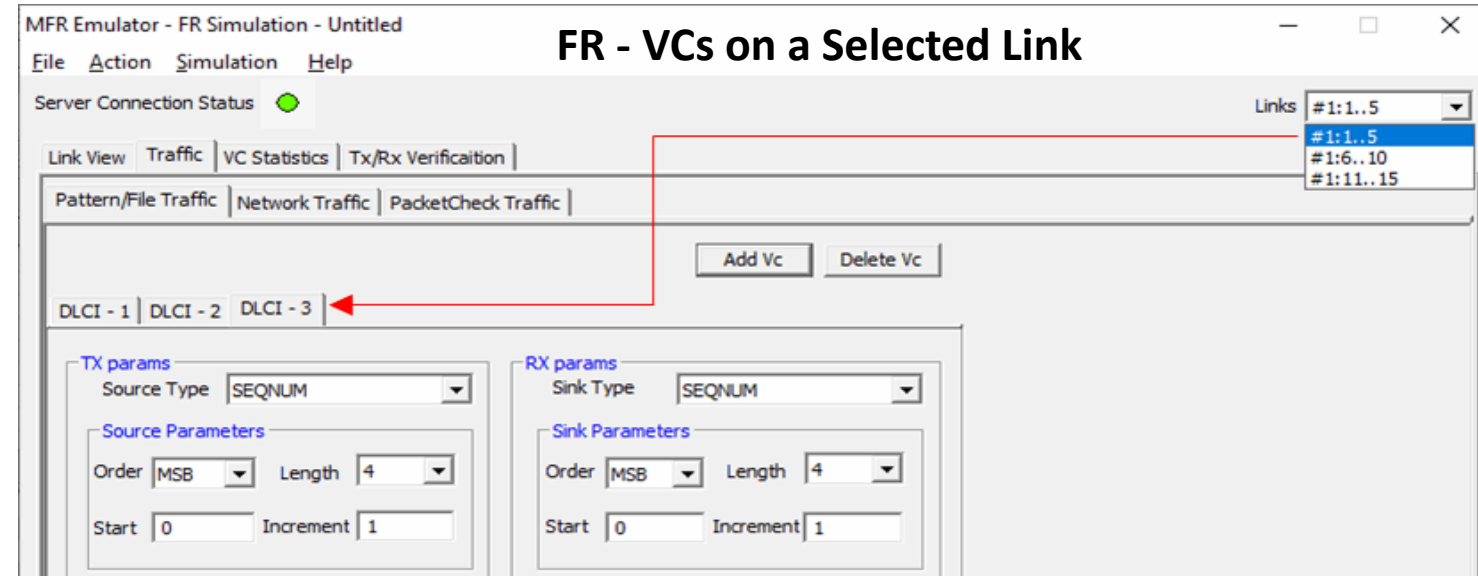 MFR Emulator - FR Simulation - Untitled
FR - VCs on a Selected Link
File Action Simulation Help
Server Connection Status
Links #1:1..5
#1:1..5
#1:6..10
#1:11..15
Link View Traffic VC Statistics Tx/Rx Verificaition
Pattern/File Traffic Network Traffic PacketCheck Traffic
Add Vc Delete Vc
DLCI - 1 DLCI - 2 DLCI - 3
TX params
Source Type SEQNUM
Source Parameters
Order MSB Length 4
Start 0 Increment 1
RX params
Sink Type SEQNUM
Sink Parameters
Order MSB Length 4
Start 0 Increment 1